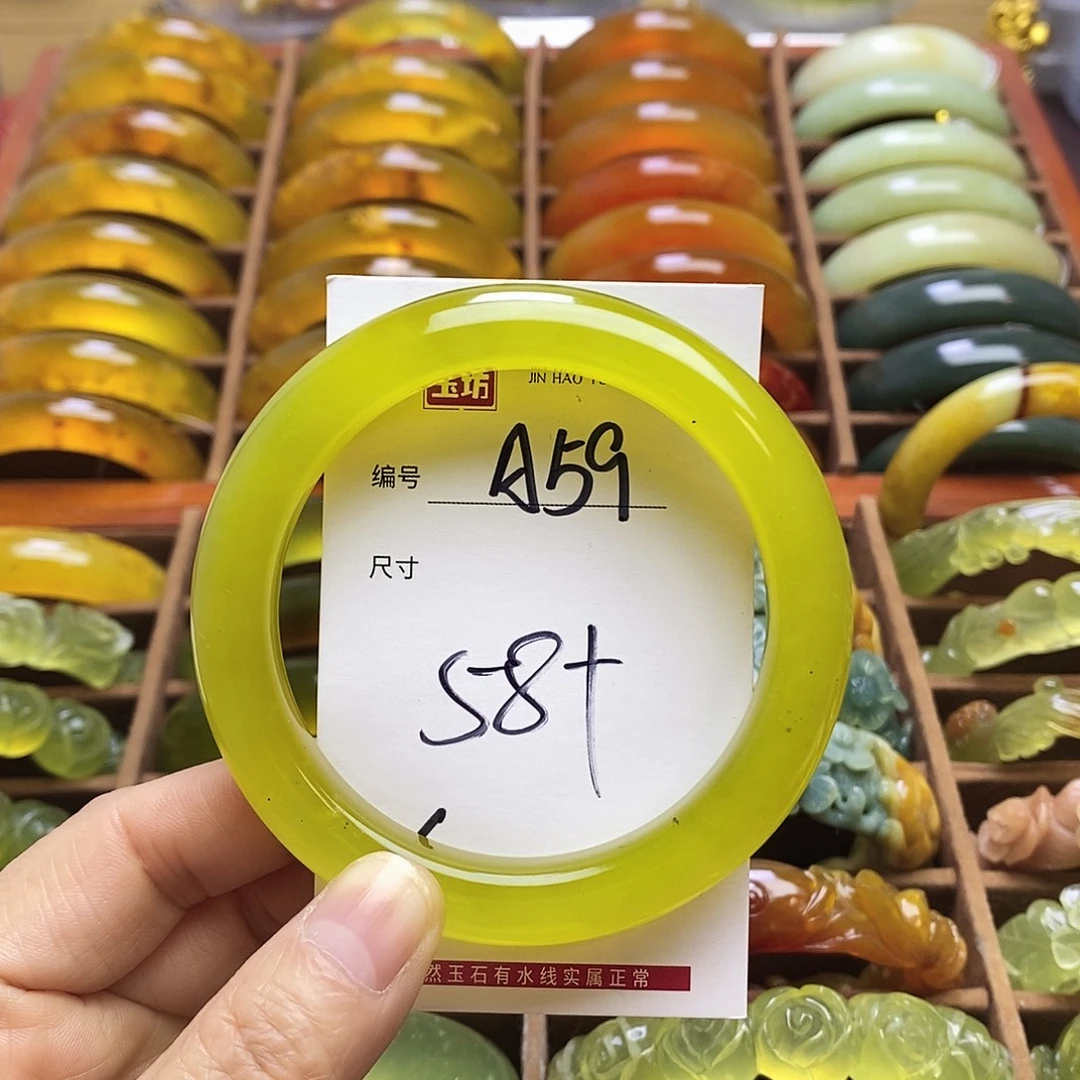 玉坊
JIN HAO
编号 A59
尺寸
58+
然玉石有水线实属正常